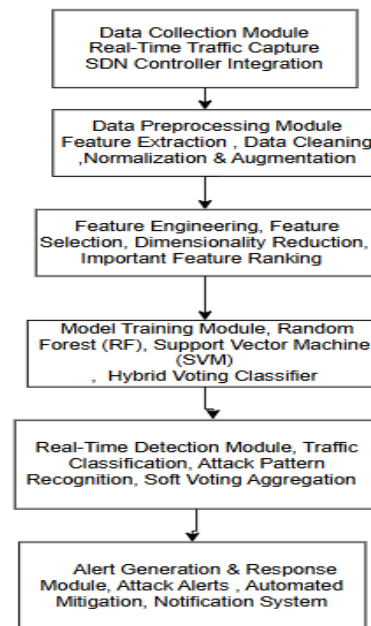 Data Collection Module
Real-Time Traffic Capture
SDN Controller Integration
Data Preprocessing Module
Feature Extraction , Data Cleaning
,Normalization & Augmentation
Feature Engineering, Feature
Selection, Dimensionality Reduction,
Important Feature Ranking
Model Training Module, Random
Forest (RF), Support Vector Machine
(SVM)
, Hybrid Voting Classifier
Real-Time Detection Module, Traffic
Classification, Attack Pattern
Recognition, Soft Voting Aggregation
Alert Generation & Response
Module, Attack Alerts , Automated
Mitigation, Notification System